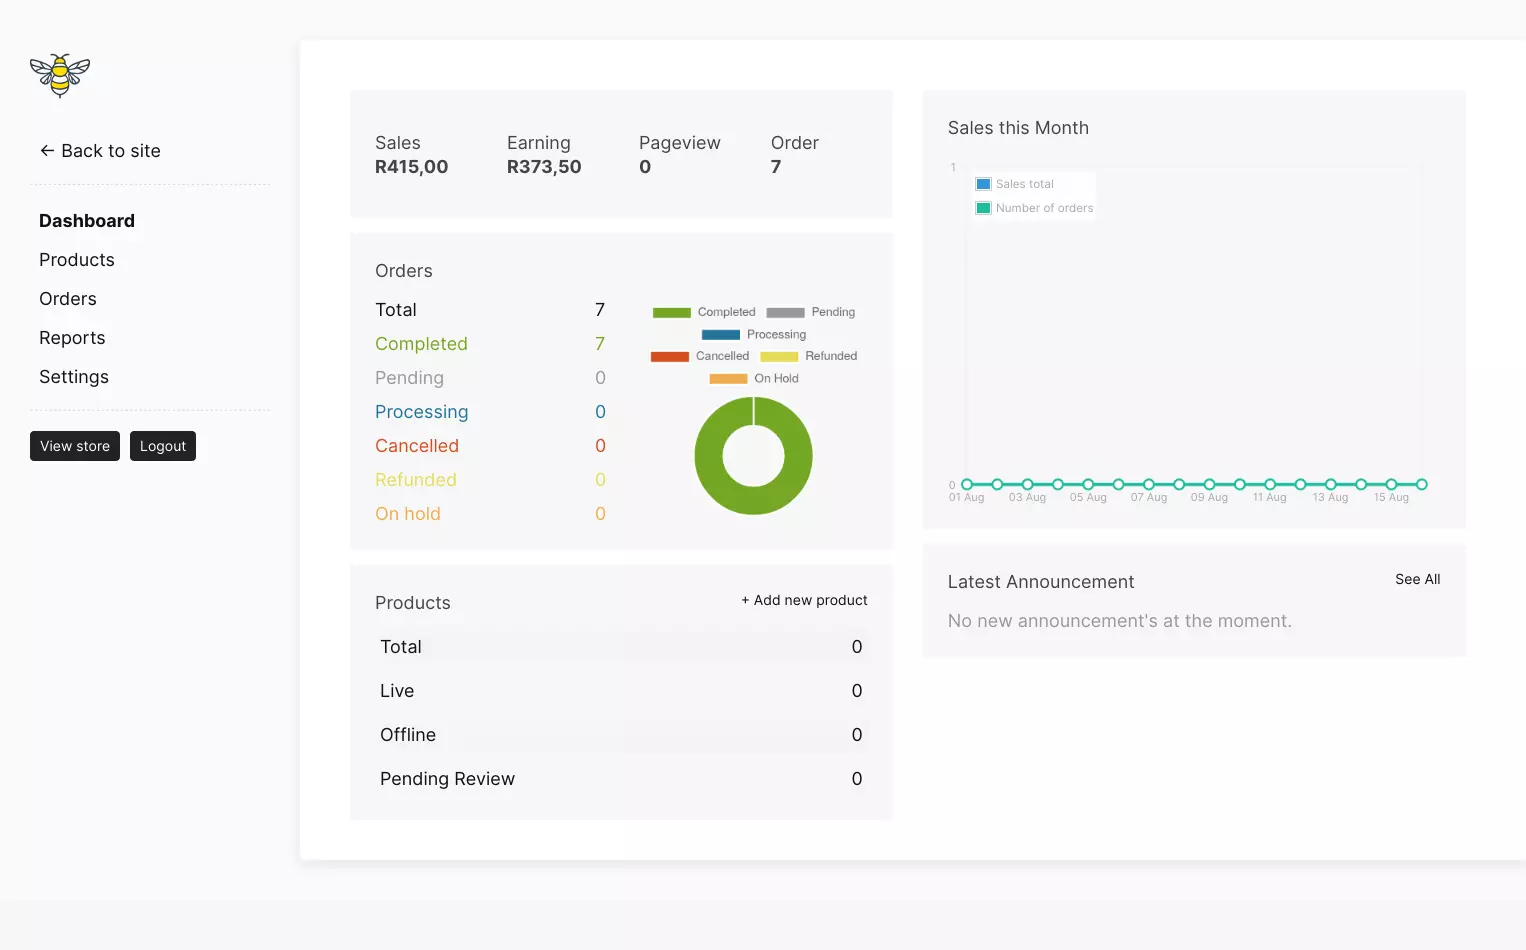 ← Back to site
Dashboard
Products
Orders
Reports
Settings
View store Logout
Sales Earning Pageview Order
R415,00 R373,50 0 7
Orders
Total 7
Completed 7
Pending 0
Processing 0
Cancelled 0
Refunded 0
On hold 0
Completed Pending
Processing
Cancelled Refunded
On Hold
Products + Add new product
Total 0
Live 0
Offline 0
Pending Review 0
Sales this Month
1
Sales total
Number of orders
0
01 Aug 03 Aug 05 Aug 07 Aug 09 Aug 11 Aug 13 Aug 15 Aug
Latest Announcement See All
No new announcement's at the moment.